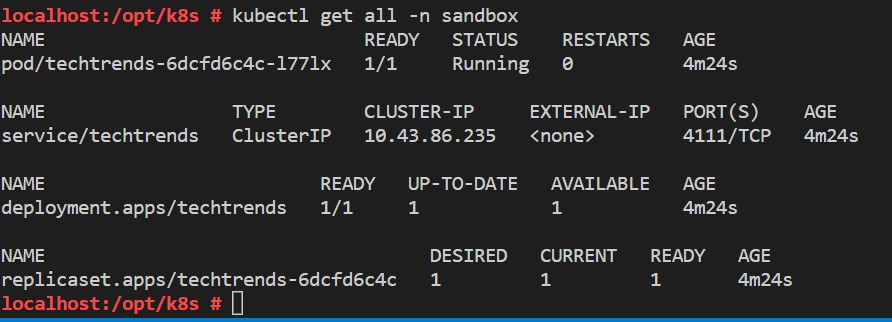 localhost:/opt/k8s # kubectl get all -n sandbox
NAME READY STATUS RESTARTS AGE
pod/techtrends-6dcfd6c4c-l77lx 1/1 Running 0 4m24s
NAME TYPE CLUSTER-IP EXTERNAL-IP PORT(S) AGE
service/techtrends ClusterIP 10.43.86.235 <none> 4111/TCP 4m24s
NAME READY UP-TO-DATE AVAILABLE AGE
deployment.apps/techtrends 1/1 1 1 4m24s
NAME DESIRED CURRENT READY AGE
replicaset.apps/techtrends-6dcfd6c4c 1 1 1 4m24s
localhost:/opt/k8s #